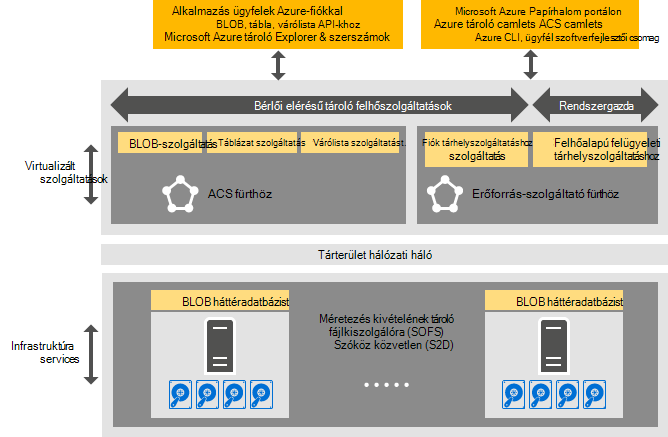 Alkalmazás ügyfelek Azure-fiókkal
BLOB, tábla, várólista API-khoz
Microsoft Azure tároló Explorer & szerszámok
Microsoft Azure Papírhalom portálon
Azure tároló camlets ACS camlets
Azure CLI, ügyfél szoftverfejlesztői csomag
Bérlői elérésű tároló felhőszolgáltatások
Rendszergazda
BLOB-szolgáltatás
Táblázat szolgáltatás
Várólista szolgáltatást.
Fiók tárhelyszolgáltatáshoz
szolgáltatás
Felhőalapú felügyeleti
tárhelyszolgáltatáshoz
Virtualizált
szolgáltatások
ACS fürthöz
Erőforrás-szolgáltató fürthöz
Tárterület hálózati háló
BLOB háttéradatbázist
BLOB háttéradatbázist
Méretezés kivételének tároló
fájlkiszolgálóra (SOFS)
Szóköz közvetlen (S2D)
Infrastruktúra
services